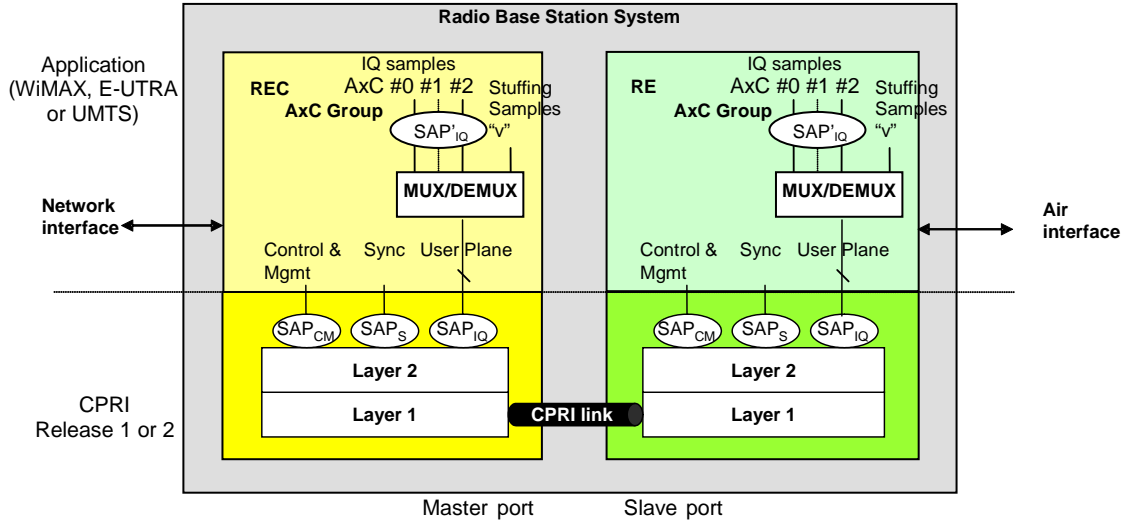 Radio Base Station System
Application
(WiMAX, E-UTRA
or UMTS)
REC
IQ samples
AxC #0 #1 #2
AxC Group
Stuffing
Samples
“v”
SAP’IQ
MUX/DEMUX
RE
IQ samples
AxC #0 #1 #2
AxC Group
Stuffing
Samples
“v”
SAP’IQ
MUX/DEMUX
Network
interface
Air
interface
Control &
Mgmt
Sync
User Plane
Control &
Mgmt
Sync
User Plane
SAPCM
SAPS
SAPIQ
SAPCM
SAPS
SAPIQ
Layer 2
Layer 2
CPRI
Release 1 or 2
Layer 1
CPRI link
Layer 1
Master port
Slave port